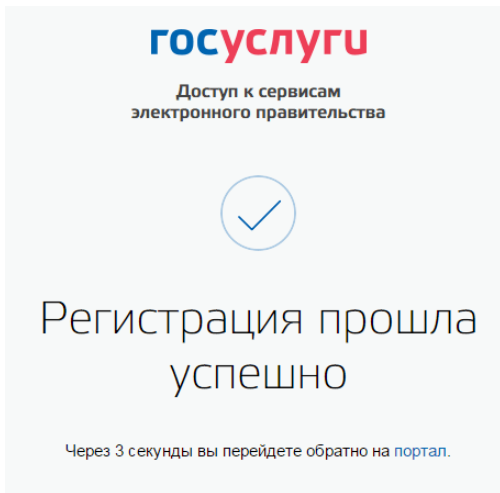 госуслуги
Доступ к сервисам
электронного правительства
Регистрация прошла
успешно
Через 3 секунды вы перейдете обратно на портал.